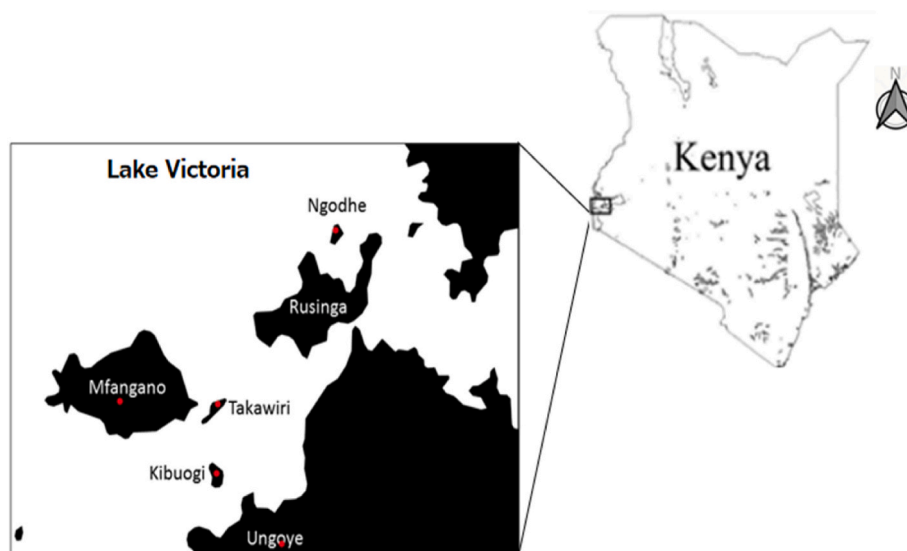 N
Kenya
Lake Victoria
Ngodhe
Rusinga
Mfangano
Takawiri
Kibuogi
Ungoye